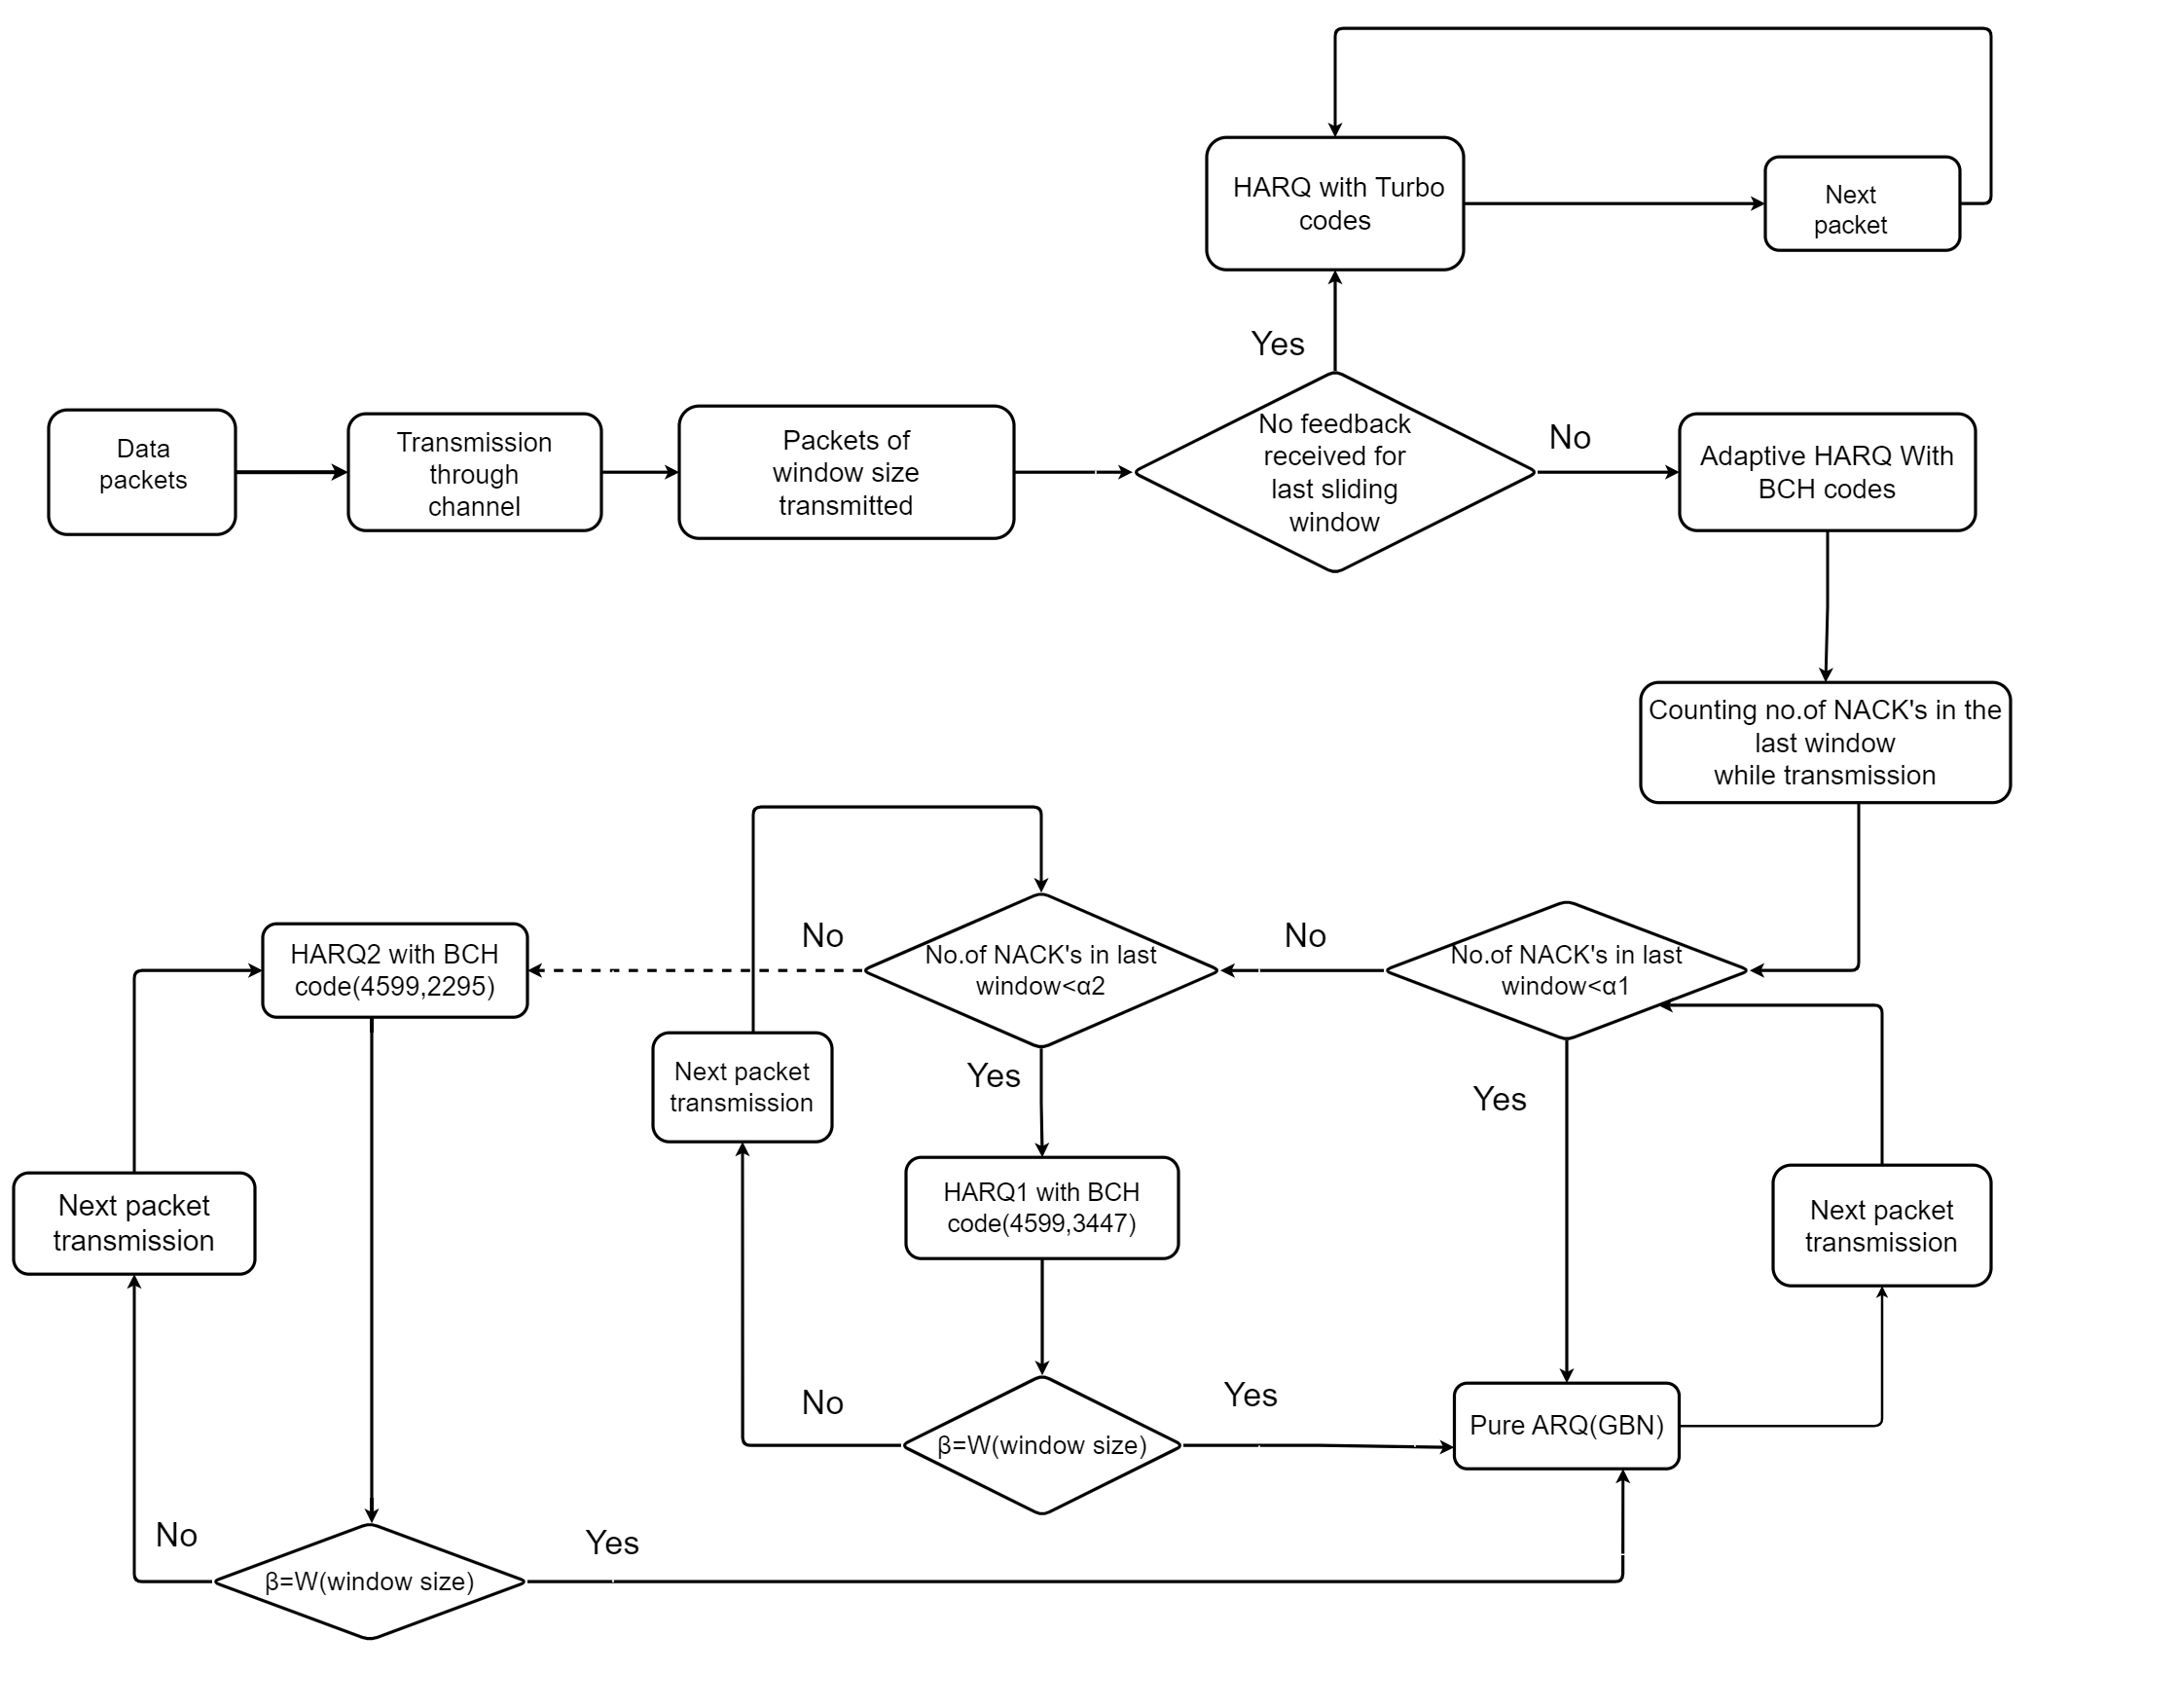 HARQ with Turbo
codes
Next
packet
Yes
Data
packets
Transmission
through
channel
Packets of
window size
transmitted
No feedback
received for
last sliding
window
No
Adaptive HARQ With
BCH codes
Counting no.of NACK's in the
last window
while transmission
HARQ2 with BCH
code(4599,2295)
No
No.of NACK's in last
window<α2
No
No.of NACK's in last
window<α1
Next packet
transmission
Yes
Yes
Next packet
transmission
HARQ1 with BCH
code(4599,3447)
Next packet
transmission
No
β=W(window size)
Yes
Pure ARQ(GBN)
No
β=W(window size)
Yes